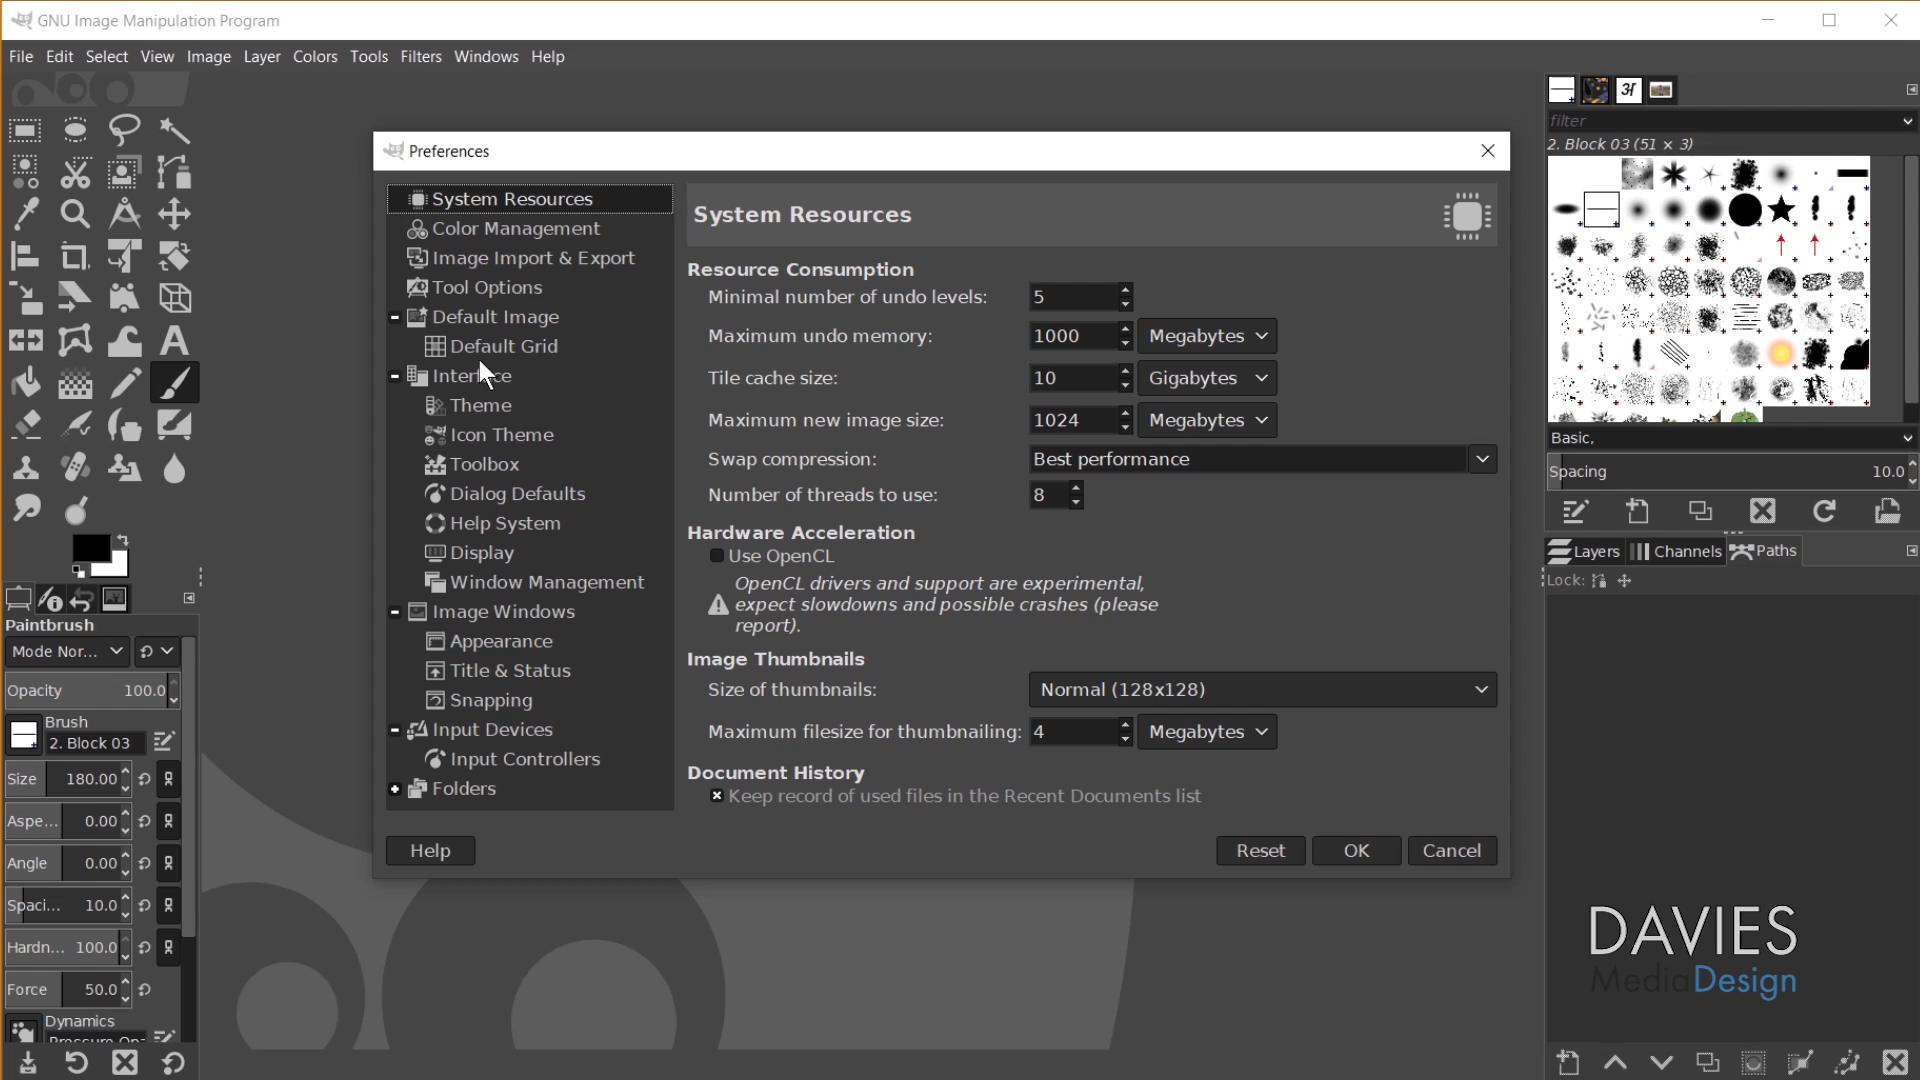 GNU Image Manipulation Program
File Edit Select View Image Layer Colors Tools Filters Windows Help
Preferences
System Resources
Color Management
Image Import & Export
Tool Options
Default Image
Default Grid
Interface
Theme
Icon Theme
Toolbox
Dialog Defaults
Help System
Display
Window Management
Image Windows
Appearance
Title & Status
Snapping
Input Devices
Input Controllers
Folders
System Resources
Resource Consumption
Minimal number of undo levels: 5
Maximum undo memory: 1000 Megabytes
Tile cache size: 10 Gigabytes
Maximum new image size: 1024 Megabytes
Swap compression: Best performance
Number of threads to use: 8
Hardware Acceleration
Use OpenCL
OpenCL drivers and support are experimental,
expect slowdowns and possible crashes (please
report).
Image Thumbnails
Size of thumbnails: Normal (128x128)
Maximum filesize for thumbnailing: 4 Megabytes
Document History
Keep record of used files in the Recent Documents list
Help Reset OK Cancel
Paintbrush
Mode Nor...
Opacity 100.0
Brush
2. Block 03
Size 180.00
Aspe... 0.00
Angle 0.00
Spaci... 10.0
Hardn... 100.0
Force 50.0
Dynamics
filter
2. Block 03 (51 × 3)
Basic,
Spacing 10.0
Layers Channels Paths
Lock:
DAVIES
MediaDesign